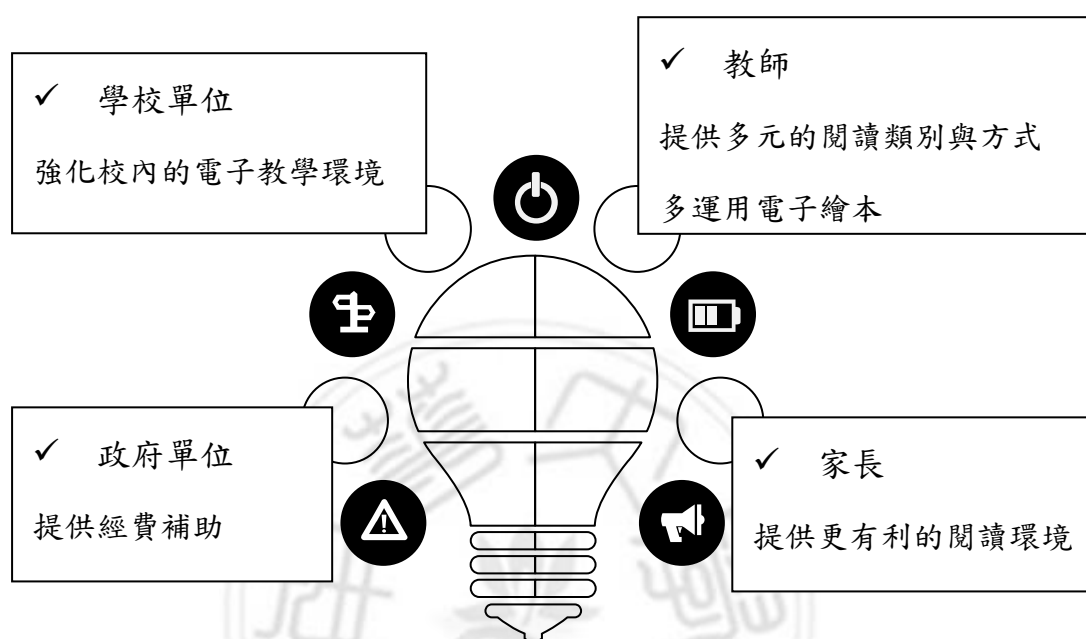 ✓ 學校單位
強化校內的電子教學環境
✓ 教師
提供多元的閱讀類別與方式
多運用電子繪本
✓ 政府單位
提供經費補助
✓ 家長
提供更有利的閱讀環境